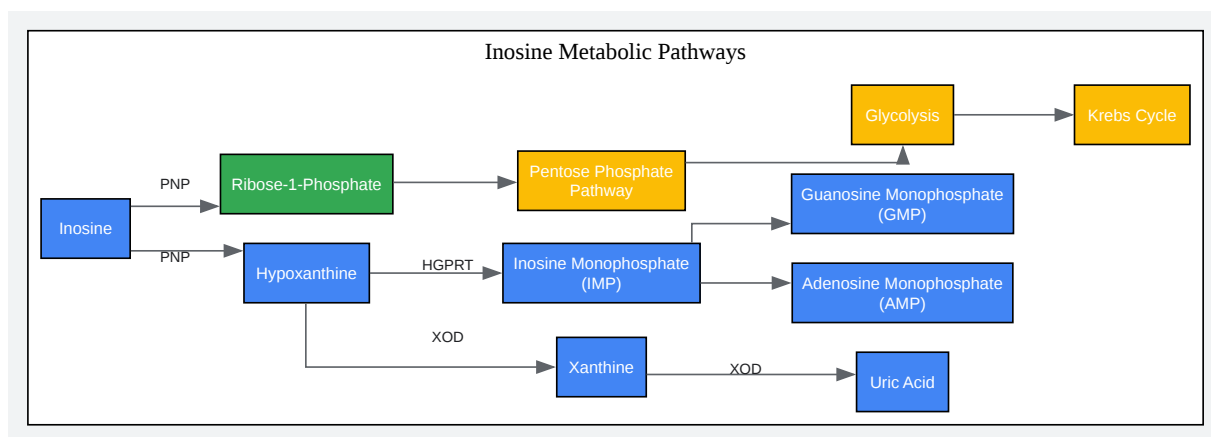 Inosine Metabolic Pathways
Glycolysis
Krebs Cycle
PNP
Ribose-1-Phosphate
Pentose Phosphate
Pathway
Guanosine Monophosphate
(GMP)
Inosine
PNP
Hypoxanthine
HGPRT
Inosine Monophosphate
(IMP)
Adenosine Monophosphate
(AMP)
XOD
Xanthine
XOD
Uric Acid